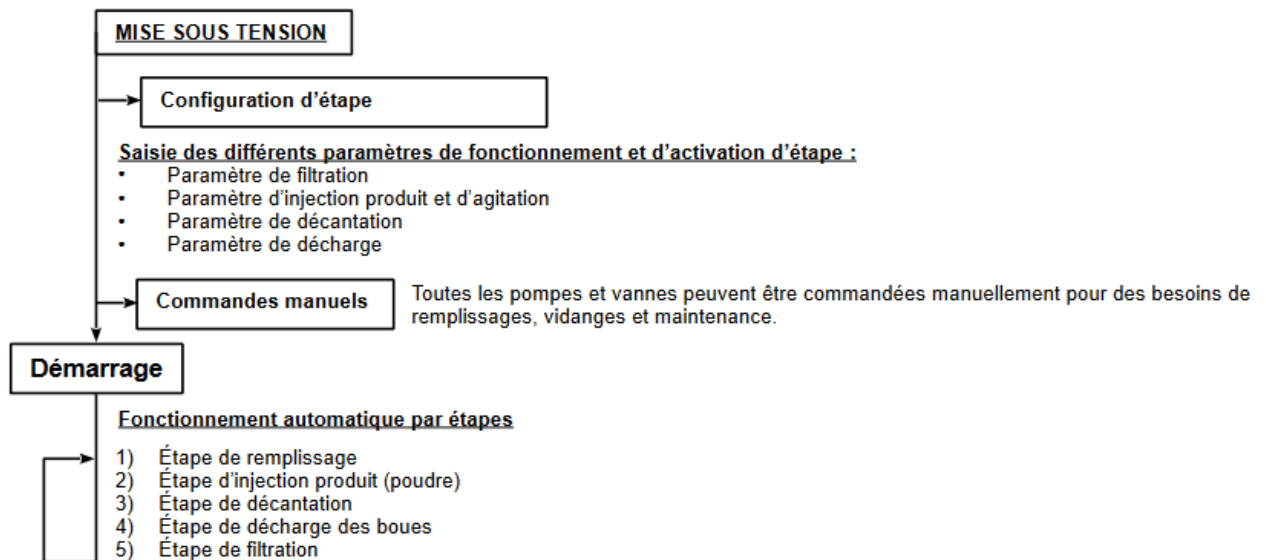 MISE SOUS TENSION
Configuration d'étape
Saisie des différents paramètres de fonctionnement et d'activation d'étape :
• Paramètre de filtration
• Paramètre d'injection produit et d'agitation
• Paramètre de décantation
• Paramètre de décharge
Commandes manuels
Toutes les pompes et vannes peuvent être commandées manuellement pour des besoins de
remplissages, vidanges et maintenance.
Démarrage
Fonctionnement automatique par étapes
1) Étape de remplissage
2) Étape d'injection produit (poudre)
3) Étape de décantation
4) Étape de décharge des boues
5) Étape de filtration